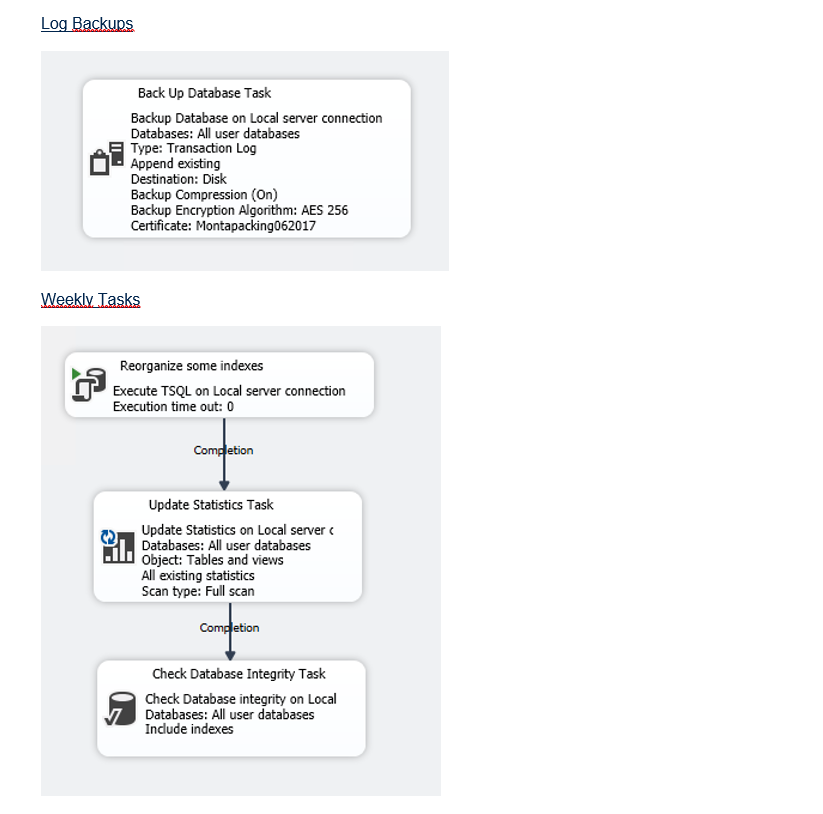 Log Backups
Back Up Database Task
Backup Database on Local server connection
Databases: All user databases
Type: Transaction Log
Append existing
Destination: Disk
Backup Compression (On)
Backup Encryption Algorithm: AES 256
Certificate: Montapacking062017
Weekly Tasks
Reorganize some indexes
Execute TSQL on Local server connection
Execution time out: 0
Completion
Update Statistics Task
Update Statistics on Local server c
Databases: All user databases
Object: Tables and views
All existing statistics
Scan type: Full scan
Completion
Check Database Integrity Task
Check Database integrity on Local
Databases: All user databases
Include indexes